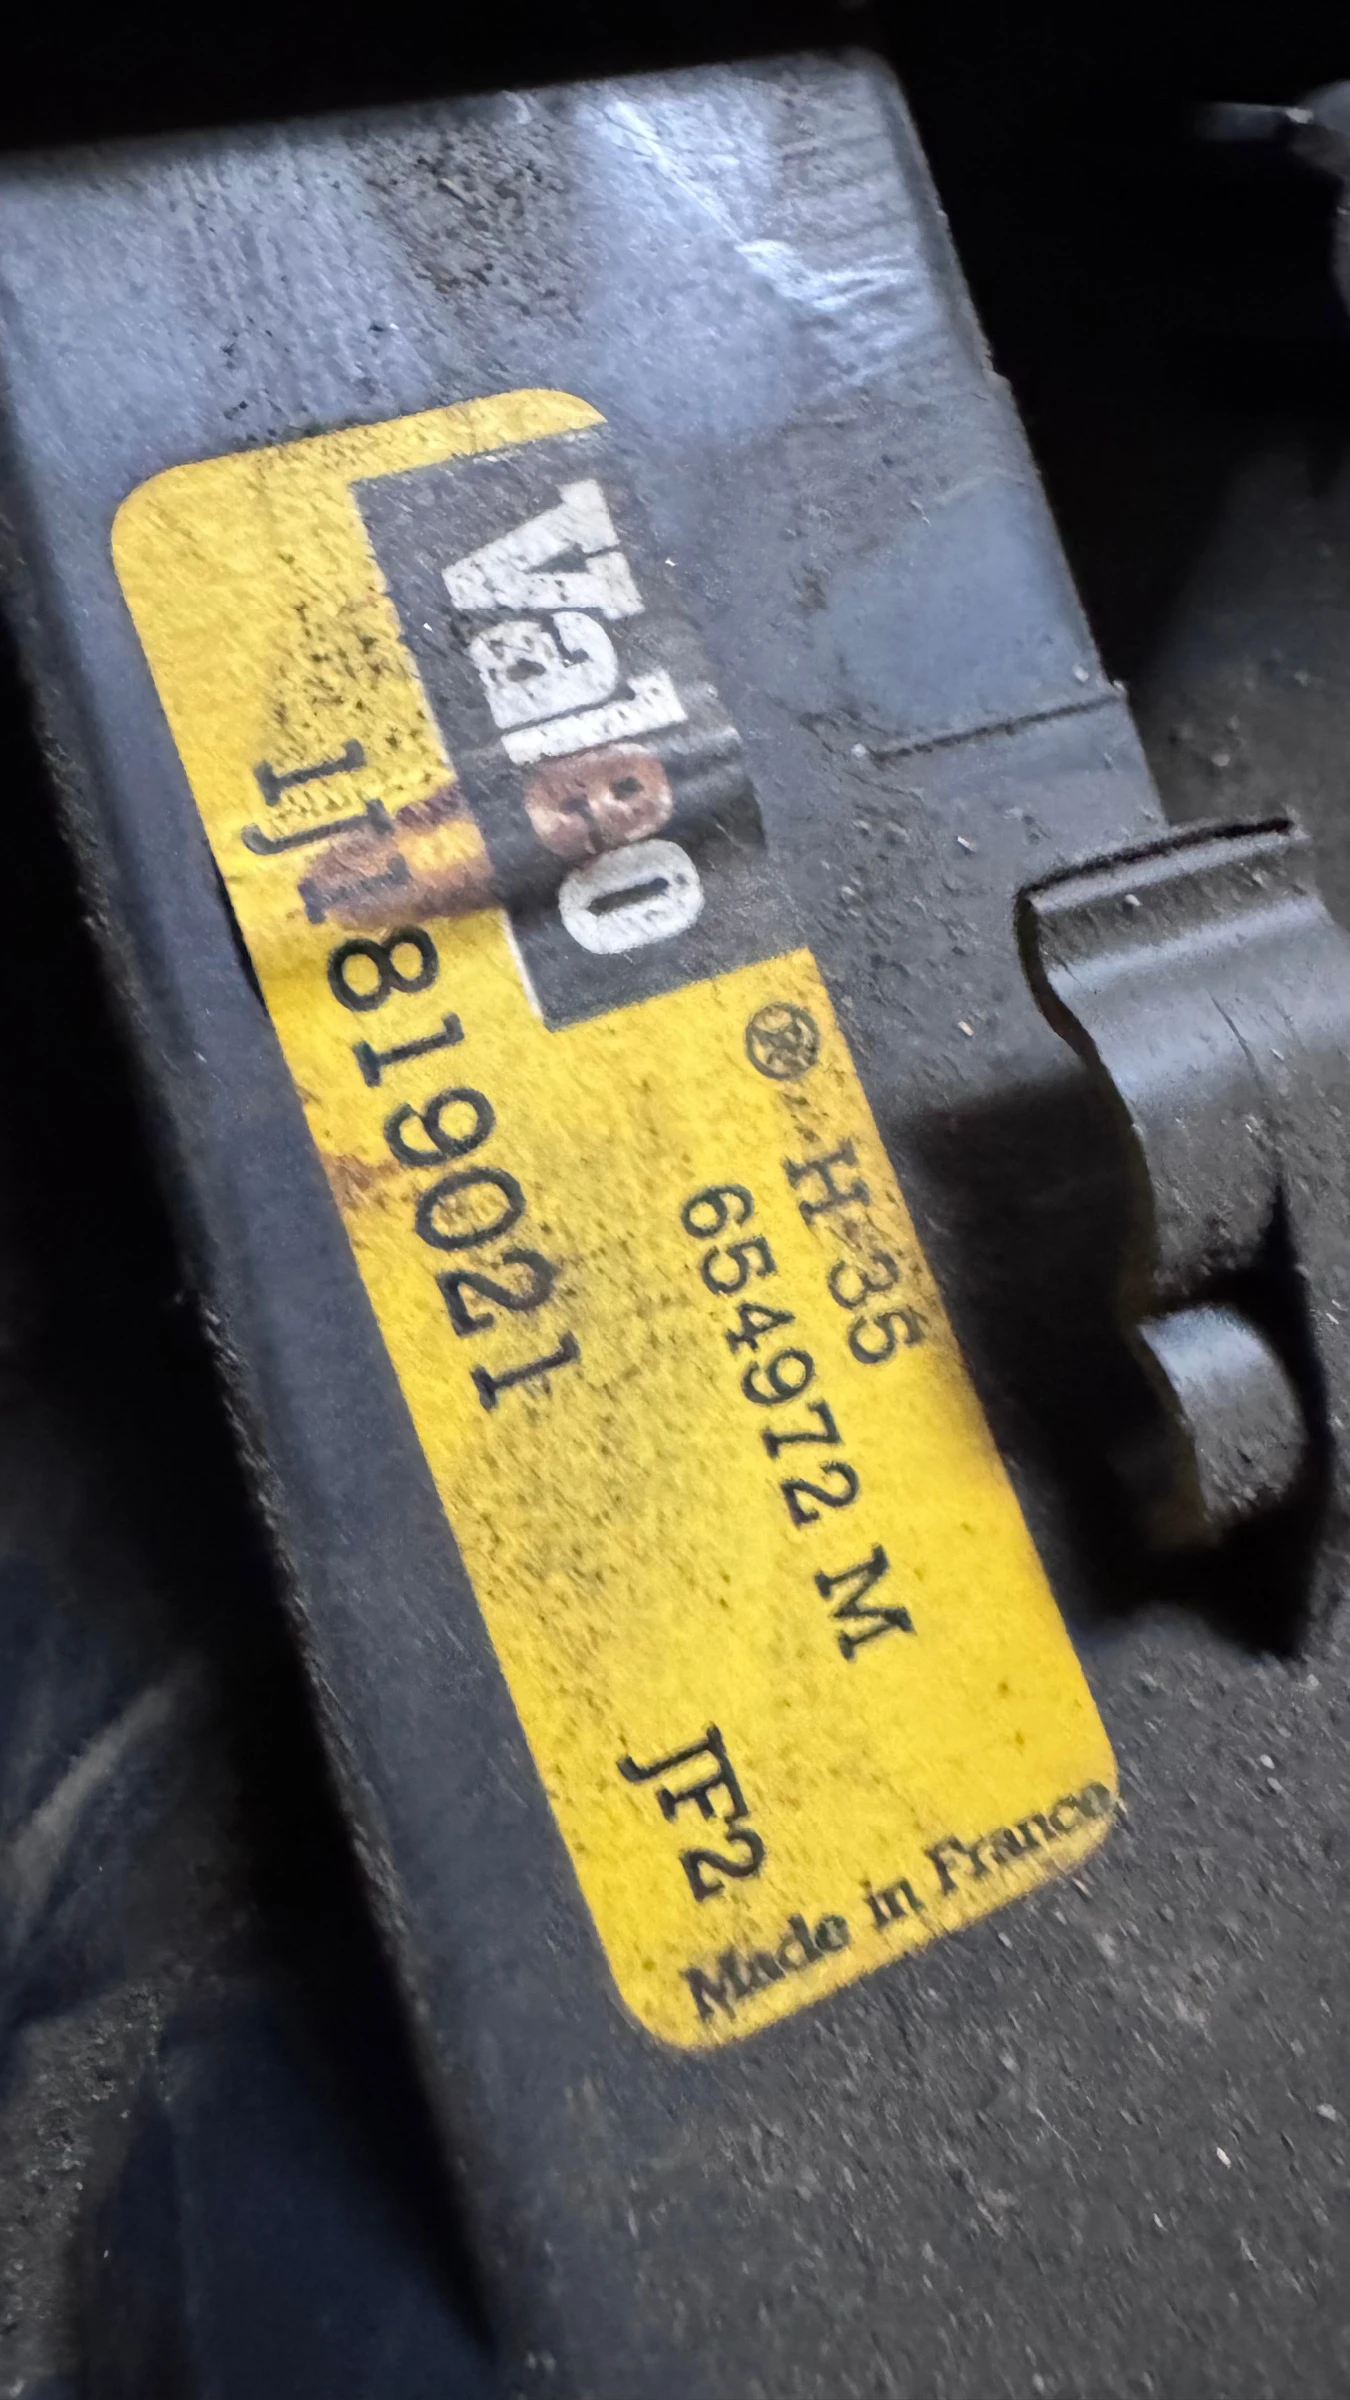 Valeo
H 35
654972 M
1J1819021
JF2
Made in France